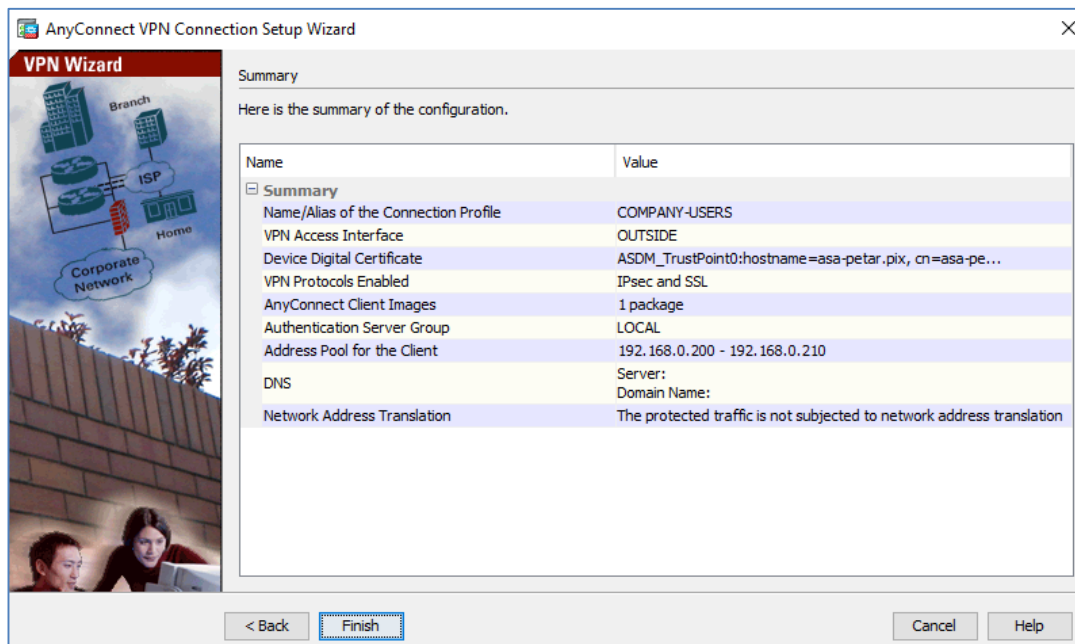 AnyConnect VPN Connection Setup Wizard
VPN Wizard
Branch
ISP
Home
Corporate
Network
Summary
Here is the summary of the configuration.
Name Value
Summary
Name/Alias of the Connection Profile COMPANY-USERS
VPN Access Interface OUTSIDE
Device Digital Certificate ASDM_TrustPoint0:hostname=asa-petar.pix, cn=asa-pe...
VPN Protocols Enabled IPsec and SSL
AnyConnect Client Images 1 package
Authentication Server Group LOCAL
Address Pool for the Client 192.168.0.200 - 192.168.0.210
DNS Server:
Domain Name:
Network Address Translation The protected traffic is not subjected to network address translation
< Back Finish Cancel Help